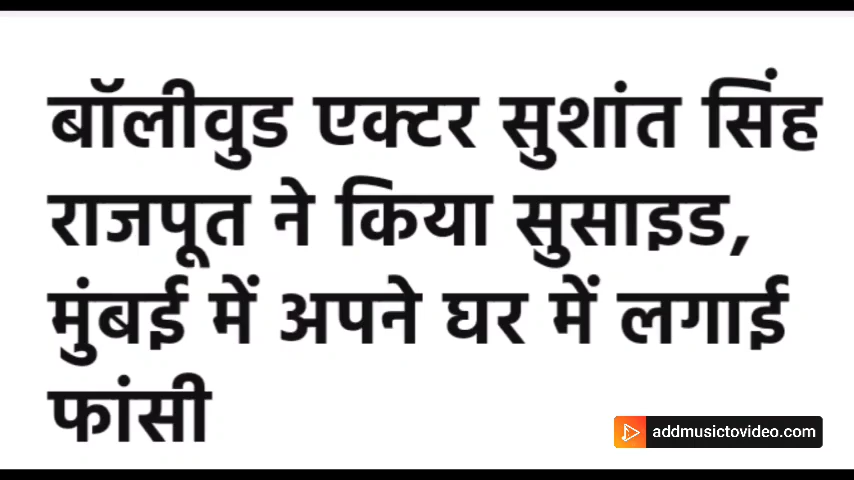 बॉलीवुड एक्टर सुशांत सिंह
राजपूत ने किया सुसाइड,
मुंबई में अपने घर में लगाई
फांसी
addmusictovideo.com